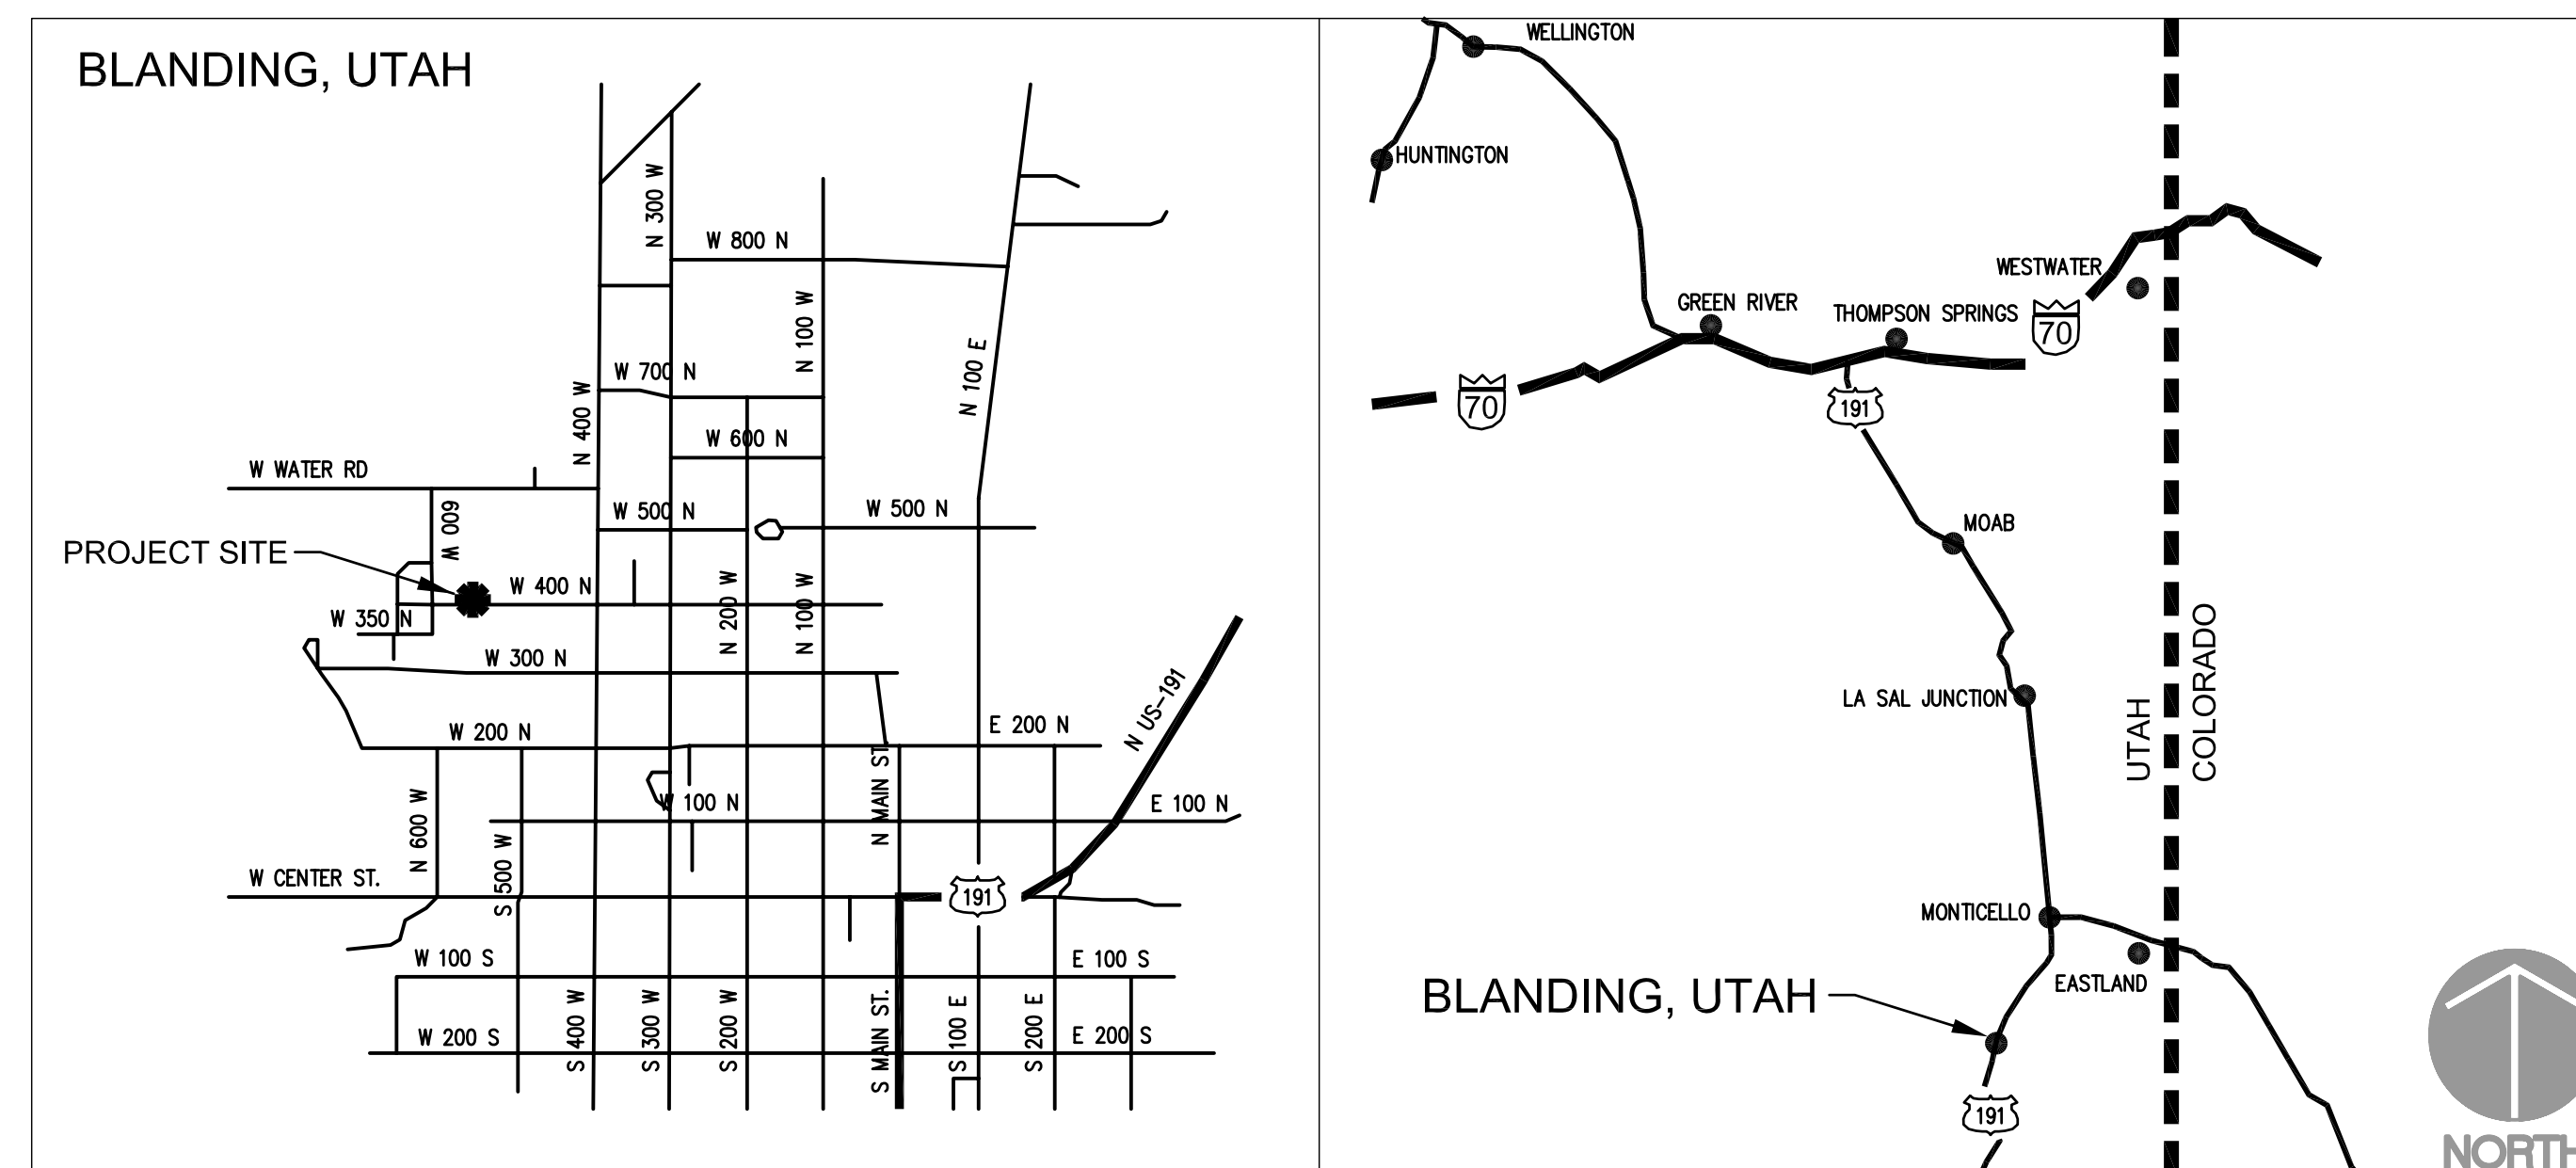 BLANDING, UTAH
N 300 W
W 800 N
N 100 W
N 100 E
W 700 N
N 400 W
W 600 N
W WATER RD
600 W
W 500 N
W 500 N
PROJECT SITE
W 400 N
N 200 W
N 100 W
W 350 N
W 300 N
N US-191
W 200 N
E 200 N
N MAIN ST
N 600 W
W 100 N
E 100 N
S 500 W
W CENTER ST.
191
W 100 S
E 100 S
S 400 W
S 300 W
S 200 W
S MAIN ST.
S 100 E
S 200 E
W 200 S
E 200 S
WELLINGTON
HUNTINGTON
WESTWATER
GREEN RIVER
THOMPSON SPRINGS
70
70
191
MOAB
LA SAL JUNCTION
UTAH
COLORADO
MONTICELLO
EASTLAND
BLANDING, UTAH
191
NORTH